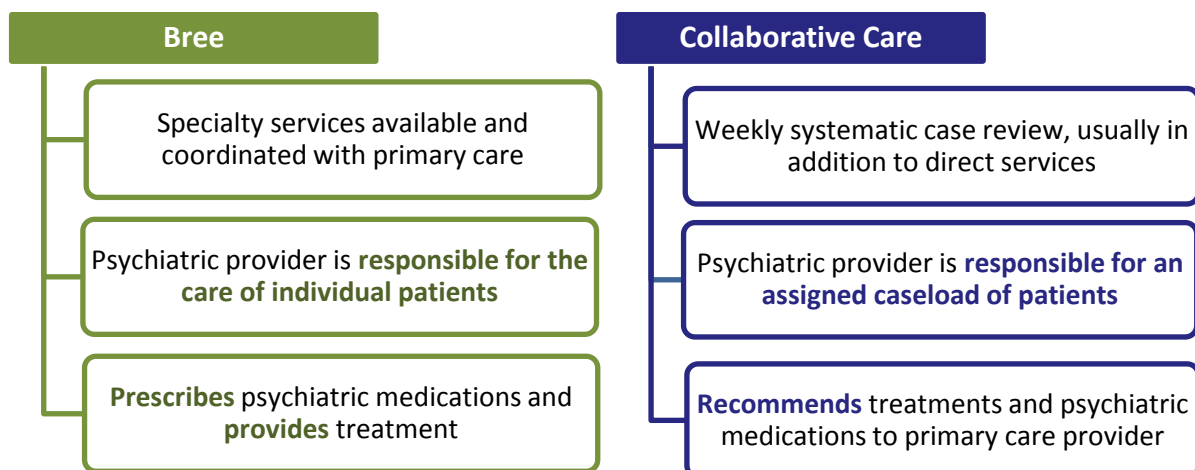 Bree
Specialty services available and
coordinated with primary care
Psychiatric provider is responsible for the
care of individual patients
Prescribes psychiatric medications and
provides treatment
Collaborative Care
Weekly systematic case review, usually in
addition to direct services
Psychiatric provider is responsible for an
assigned caseload of patients
Recommends treatments and psychiatric
medications to primary care provider